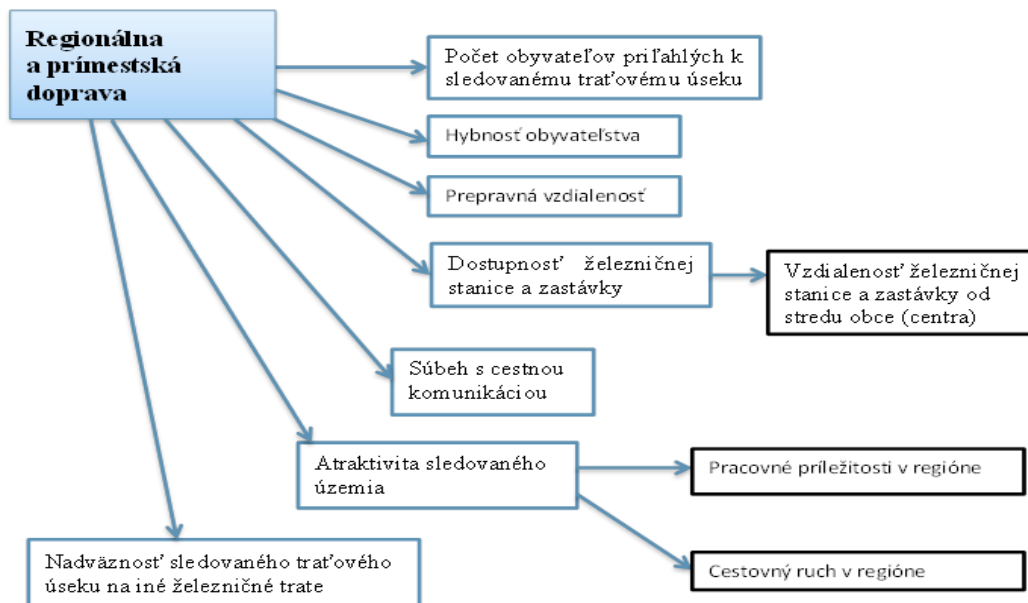 Regionálna
a prímestská
doprava
Počet obyvateľov priľahlých k
sledovanému traťovému úseku
Hybnosť obyvateľstva
Prepravná vzdialenosť
Dostupnosť železničnej
stanice a zastávky
Vzdialenosť železničnej
stanice a zastávky od
stredu obce (centra)
Súbeh s cestnou
komunikáciou
Atraktivita sledovaného
územia
Pracovné príležitosti v regióne
Cestovný ruch v regióne
Nadväznosť sledovaného traťového
úseku na iné železničné trate